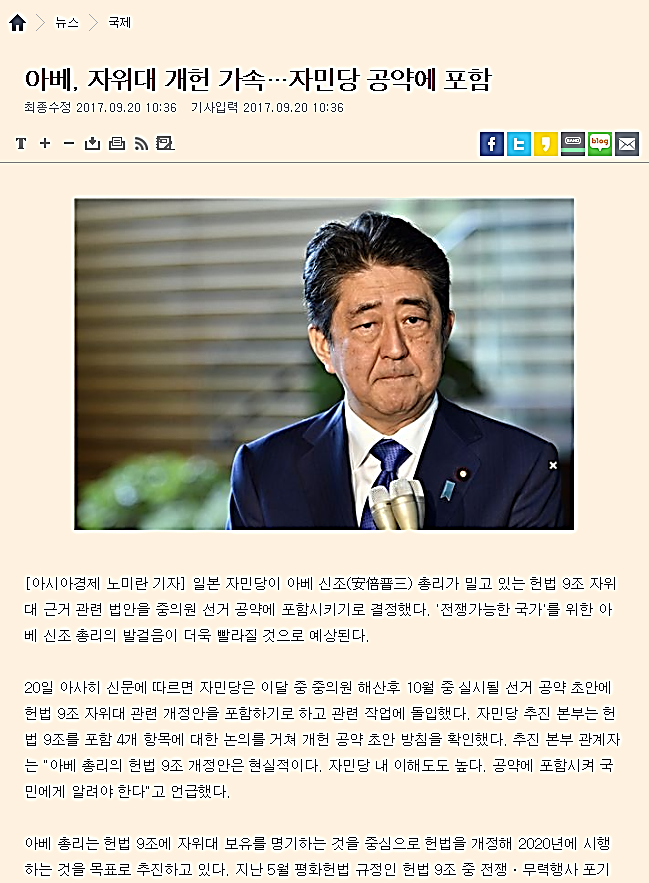 뉴스 국제
아베, 자위대 개헌 가속…자민당 공약에 포함
최종수정 2017.09.20 10:36 기사입력 2017.09.20 10:36
T + -
f t BAND blog
[아시아경제 노미란 기자] 일본 자민당이 아베 신조(安倍晋三) 총리가 밀고 있는 헌법 9조 자위
대 근거 관련 법안을 중의원 선거 공약에 포함시키기로 결정했다. '전쟁가능한 국가'를 위한 아
베 신조 총리의 발걸음이 더욱 빨라질 것으로 예상된다.
20일 아사히 신문에 따르면 자민당은 이달 중 중의원 해산후 10월 중 실시될 선거 공약 초안에
헌법 9조 자위대 관련 개정안을 포함하기로 하고 관련 작업에 돌입했다. 자민당 추진 본부는 헌
법 9조를 포함 4개 항목에 대한 논의를 거쳐 개헌 공약 초안 방침을 확인했다. 추진 본부 관계자
는 "아베 총리의 헌법 9조 개정안은 현실적이다. 자민당 내 이해도도 높다. 공약에 포함시켜 국
민에게 알려야 한다"고 언급했다.
아베 총리는 헌법 9조에 자위대 보유를 명기하는 것을 중심으로 헌법을 개정해 2020년에 시행
하는 것을 목표로 추진하고 있다. 지난 5월 평화헌법 규정인 헌법 9조 중 전쟁·무력행사 포기